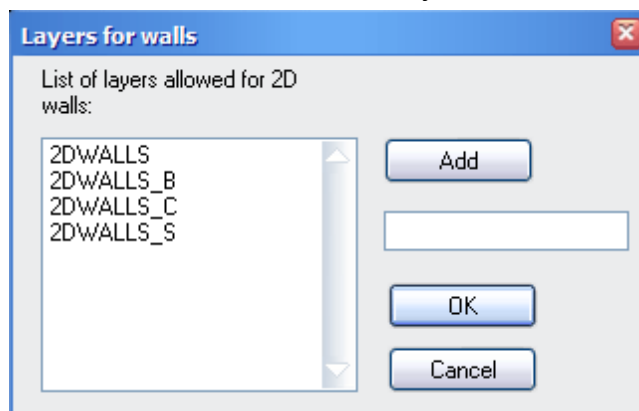 Layers for walls
List of layers allowed for 2D
walls:
2DWALLS
2DWALLS_B
2DWALLS_C
2DWALLS_S
Add
OK
Cancel